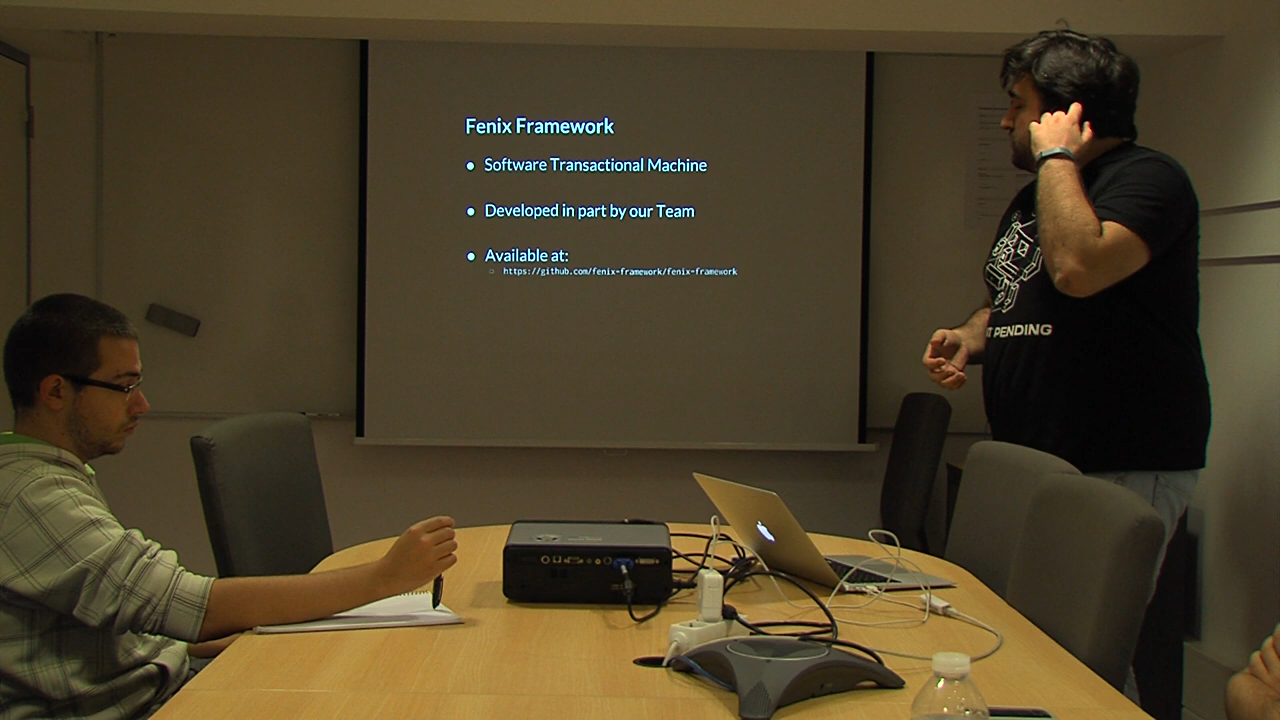 Fenix Framework
● Software Transactional Machine
● Developed in part by our Team
● Available at:
○ https://github.com/fenix-framework/fenix-framework
T PENDING